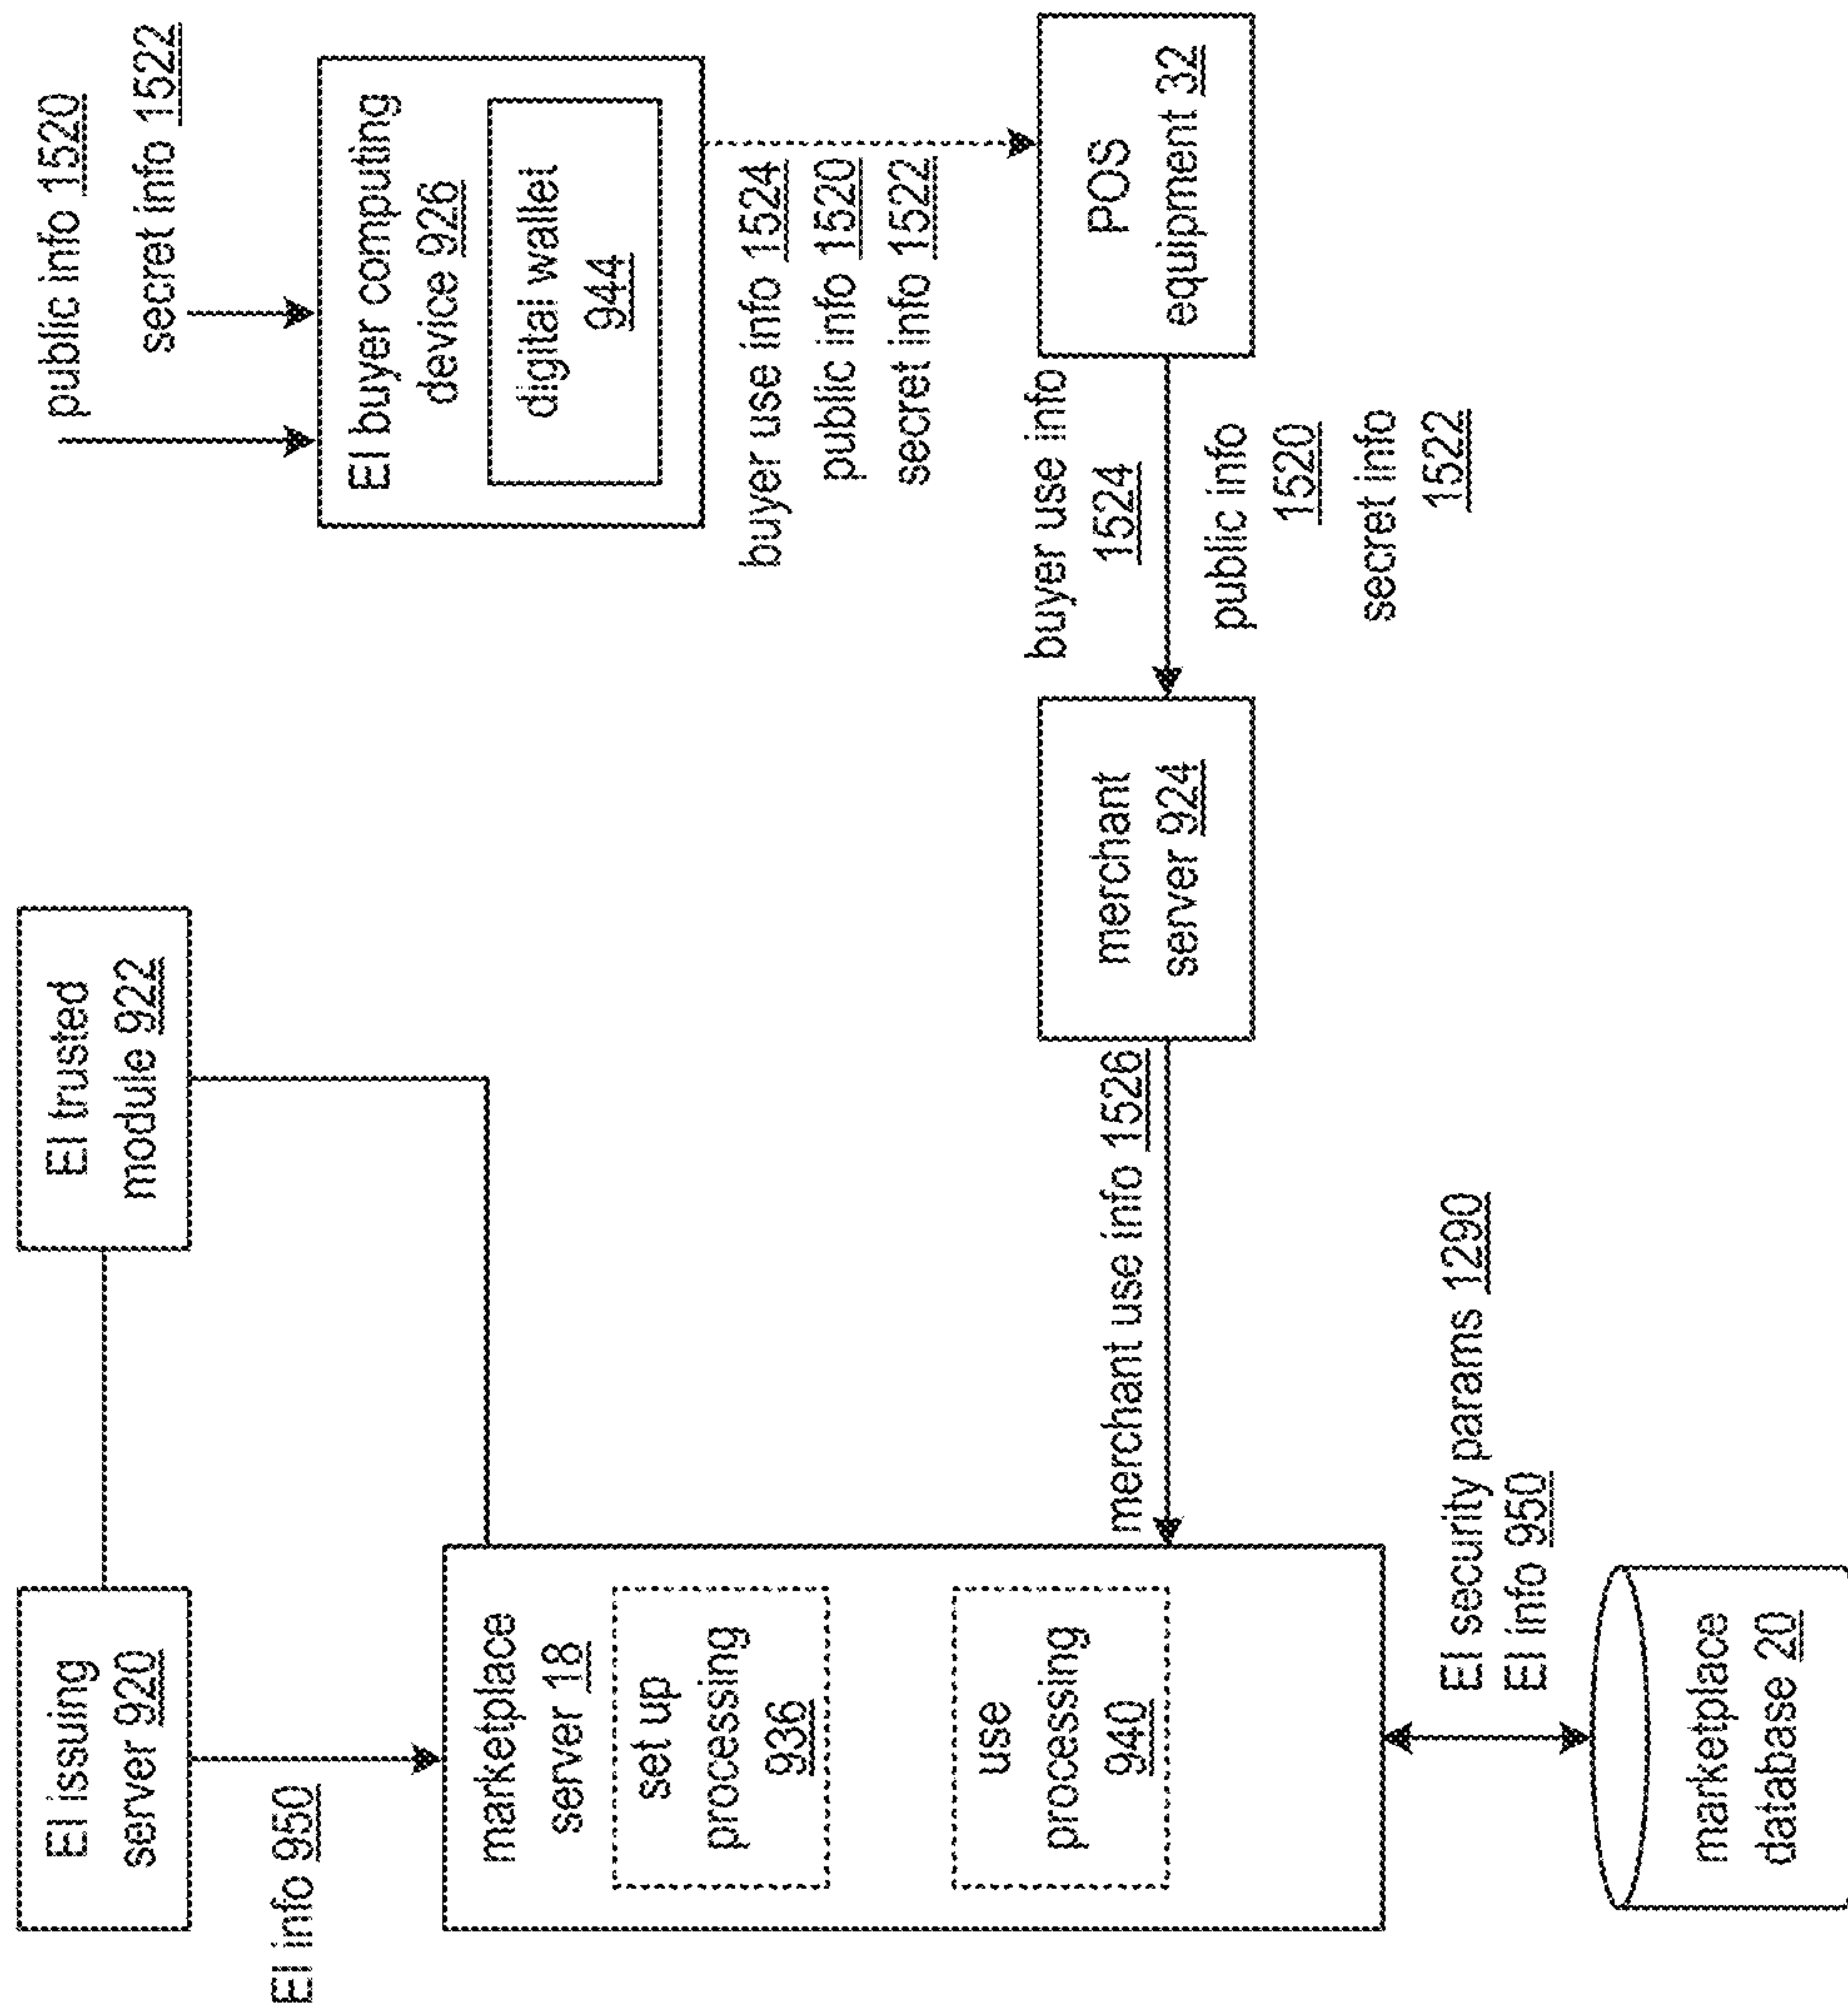 EI issuing
server 920
EI trusted
module 922
public info 1520
secret info 1522
EI info 950
EI buyer computing
device 926
digital wallet
944
marketplace
server 18
set up
processing
936
use
processing
940
buyer use info 1524
public info 1520
secret info 1522
merchant use info 1526
merchant
server 924
buyer use info
1524
public info
1520
secret info
1522
POS
equipment 32
EI security params 1290
EI info 950
marketplace
database 20